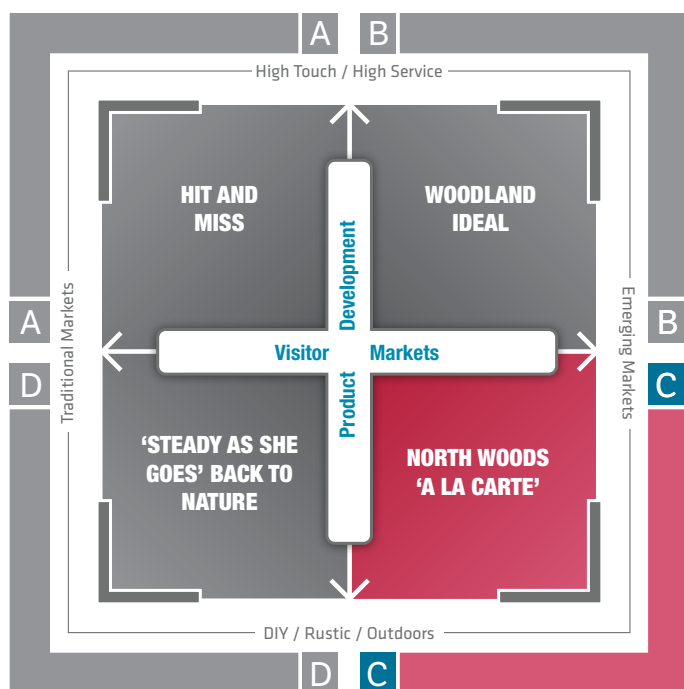 A B
High Touch / High Service
HIT AND
MISS
WOODLAND
IDEAL
Development
A
Traditional Markets
Emerging Markets
B
Visitor Markets
D
C
Product
‘STEADY AS SHE
GOES’ BACK TO
NATURE
NORTH WOODS
‘A LA CARTE’
DIY / Rustic / Outdoors
D C